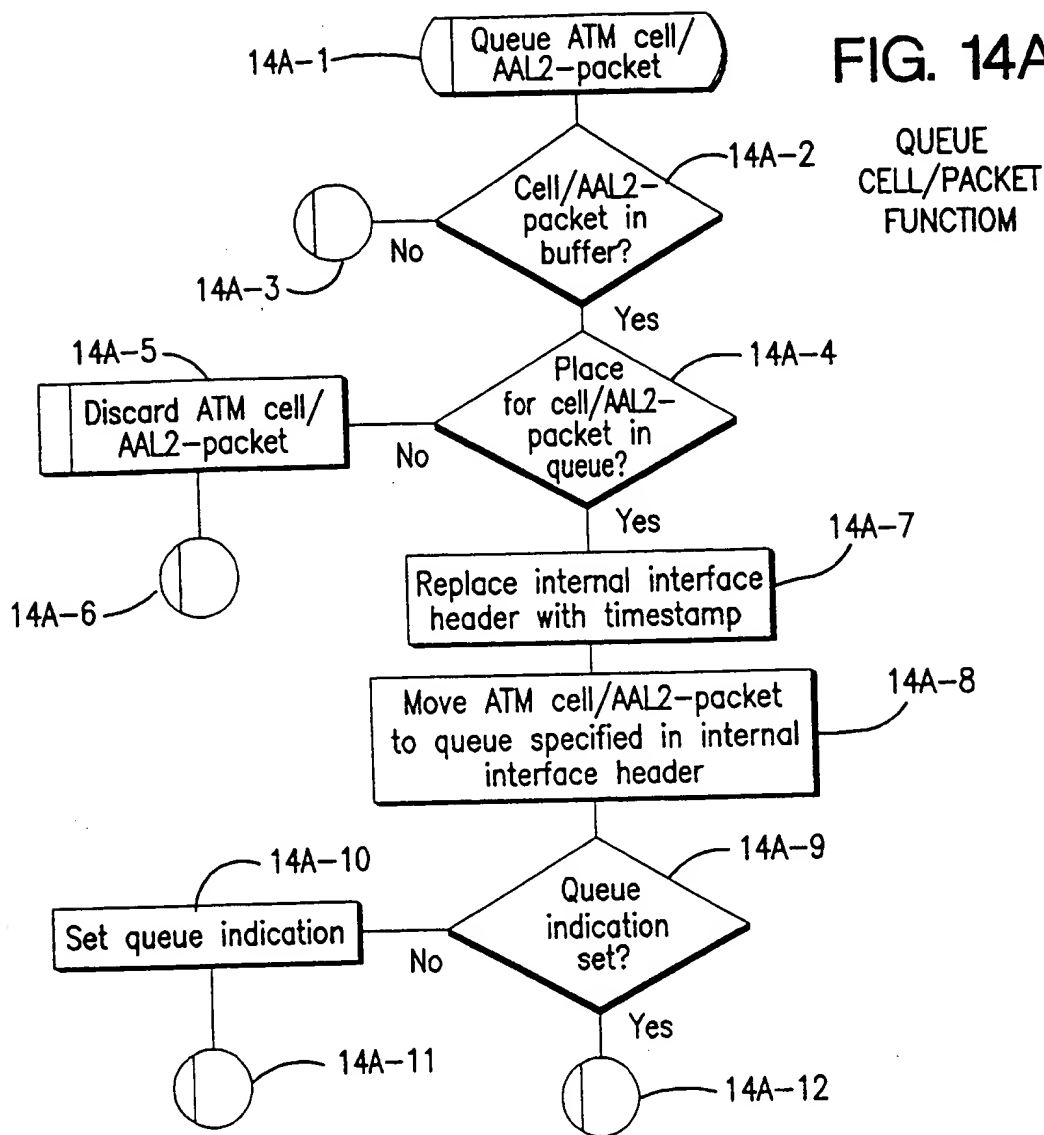 FIG. 14A
QUEUE
CELL/PACKET
FUNCTIOM
14A-1
Queue ATM cell/
AAL2-packet
14A-2
Cell/AAL2-
packet in
buffer?
No
14A-3
Yes
14A-4
Place
for cell/AAL2-
packet in
queue?
14A-5
Discard ATM cell/
AAL2-packet
No
14A-6
Yes
14A-7
Replace internal interface
header with timestamp
14A-8
Move ATM cell/AAL2-packet
to queue specified in internal
interface header
14A-9
Queue
indication
set?
14A-10
Set queue indication
No
14A-11
Yes
14A-12